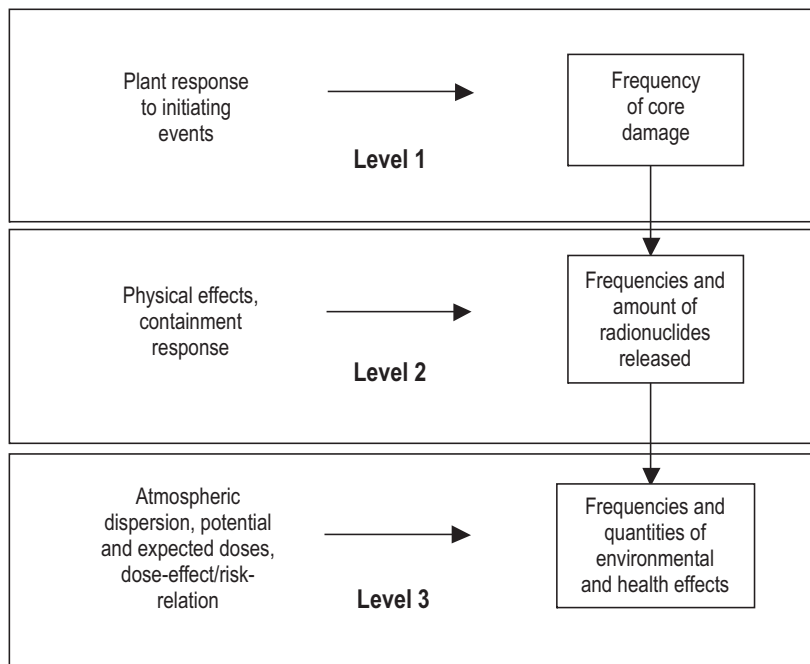 Plant response
to initiating
events
Level 1
Frequency
of core
damage
Physical effects,
containment
response
Level 2
Frequencies and
amount of
radionuclides
released
Atmospheric
dispersion, potential
and expected doses,
dose-effect/risk-
relation
Level 3
Frequencies and
quantities of
environmental
and health effects